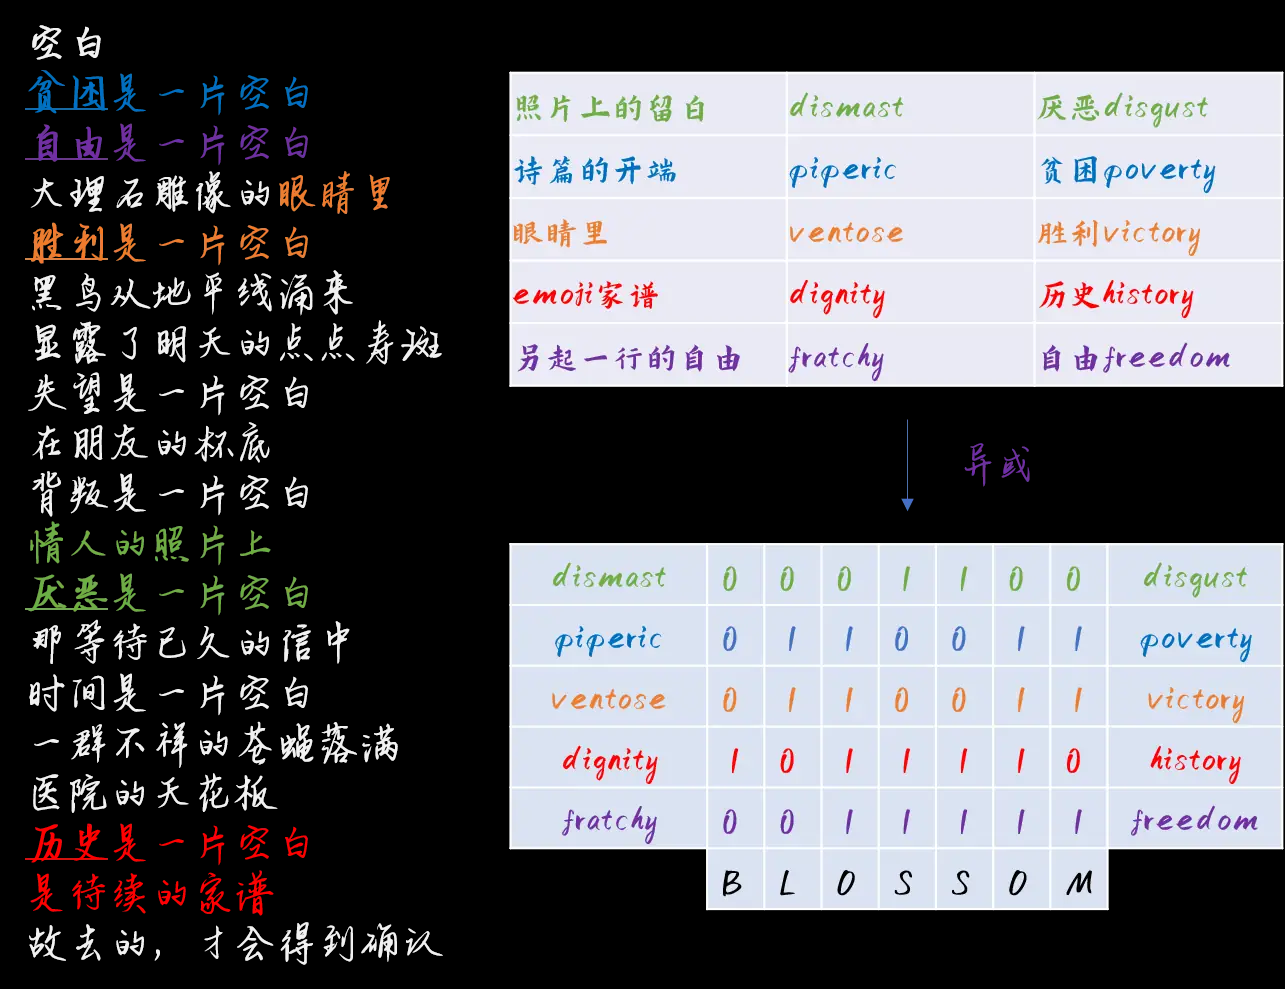 空白
贫困是一片空白
自由是一片空白
大理石雕像的眼睛里
胜利是一片空白
黑鸟从地平线涌来
显露了明天的点点寿斑
失望是一片空白
在朋友的杯底
背叛是一片空白
情人的照片上
厌恶是一片空白
那等待已久的信中
时间是一片空白
一群不祥的苍蝇落满
医院的天花板
历史是一片空白
是待续的家谱
故去的，才会得到确认
照片上的留白 dismast 厌恶disgust
诗篇的开端 piperic 贫困poverty
眼睛里 ventose 胜利victory
emoji家谱 dignity 历史history
另起一行的自由 fratchy 自由freedom
异或
dismast 0 0 0 1 1 0 0 disgust
piperic 0 1 1 0 0 1 1 poverty
ventose 0 1 1 0 0 1 1 victory
dignity 1 0 1 1 1 1 0 history
fratchy 0 0 1 1 1 1 1 freedom
B L O S S O M